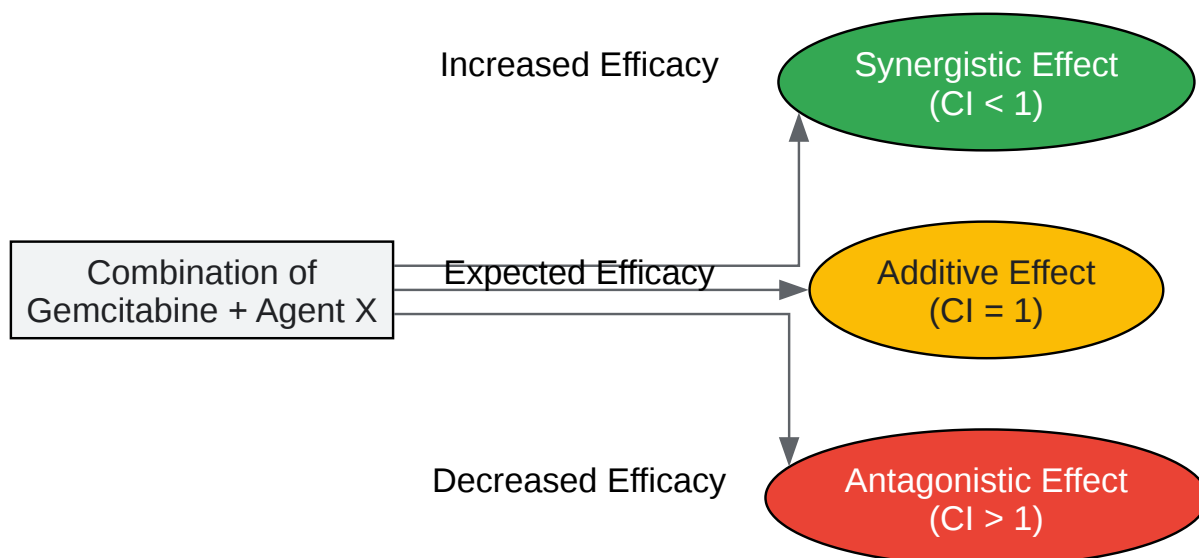 Increased Efficacy
Synergistic Effect
(CI < 1)
Combination of
Gemcitabine + Agent X
Expected Efficacy
Additive Effect
(CI = 1)
Decreased Efficacy
Antagonistic Effect
(CI > 1)